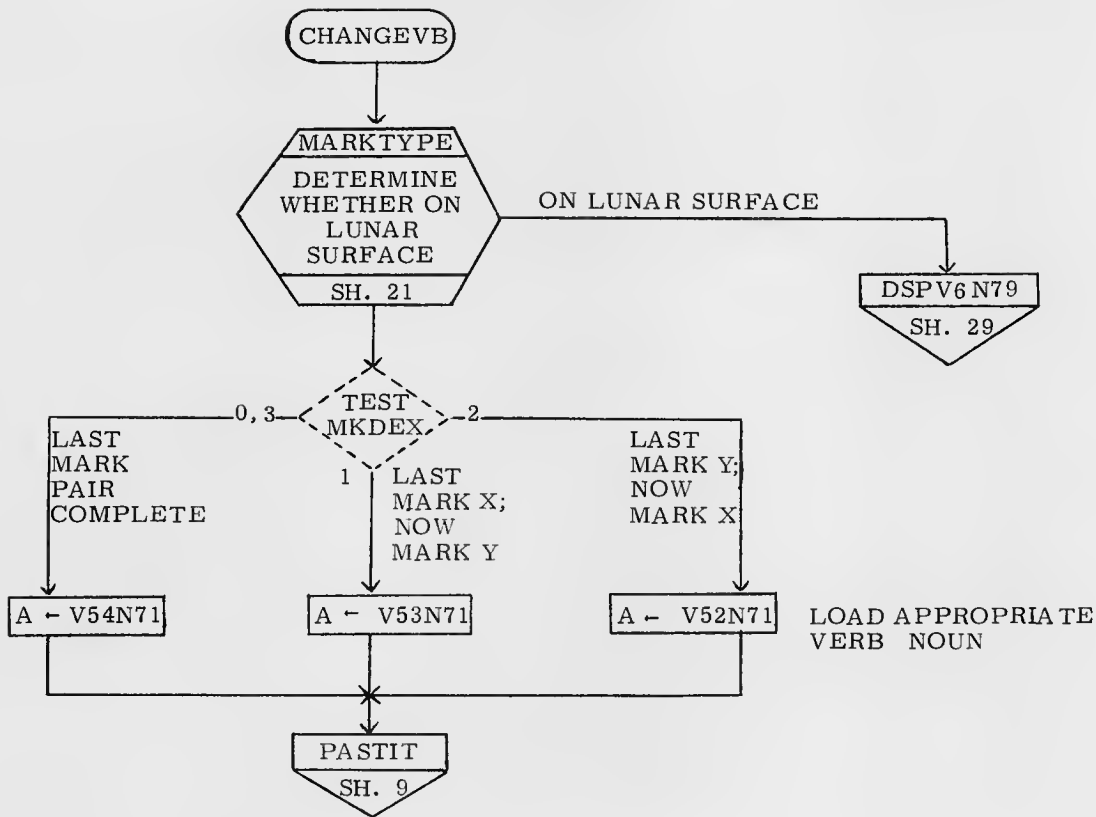 CHANGEVB
MARKTYPE
DETERMINE
WHETHER ON
LUNAR
SURFACE
SH. 21
ON LUNAR SURFACE
DSPV6N79
SH. 29
TEST
MKDEX
0,3
LAST
MARK
PAIR
COMPLETE
1
LAST
MARK X;
NOW
MARK Y
2
LAST
MARK Y;
NOW
MARK X
A ← V54N71
A ← V53N71
A ← V52N71
LOAD APPROPRIATE
VERB NOUN
PASTIT
SH. 9